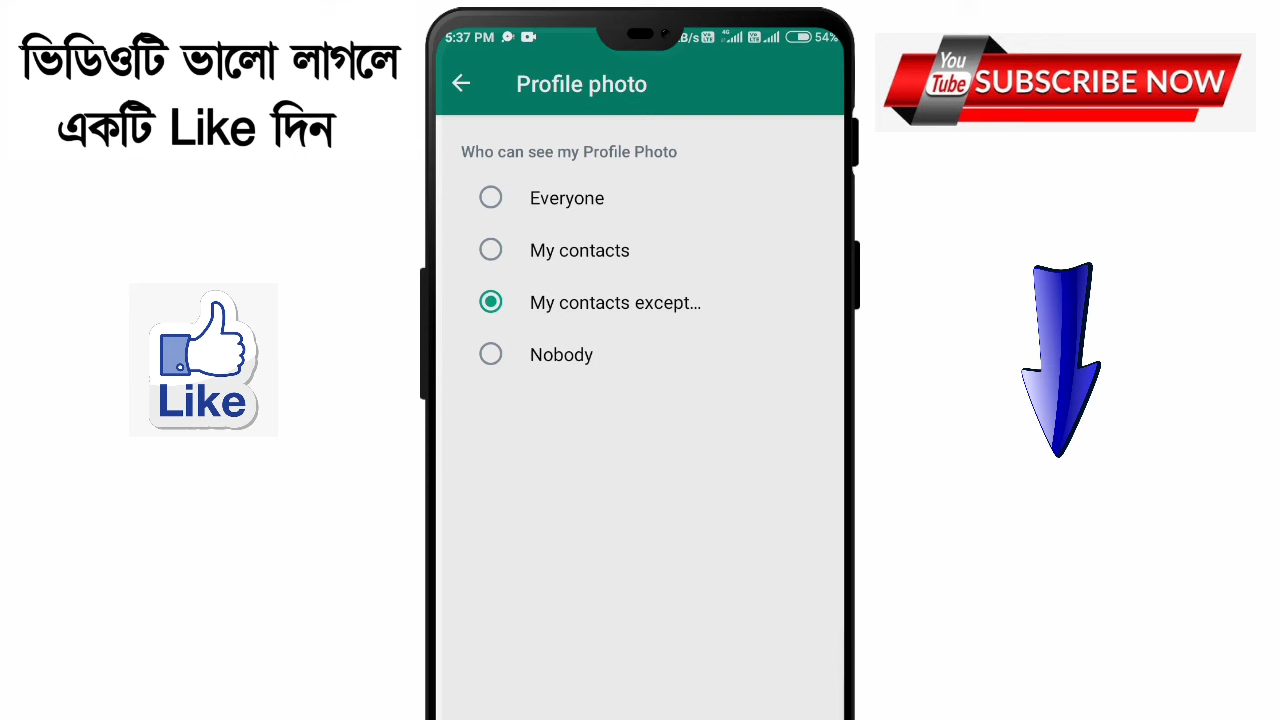 ভিডিওটি ভালো লাগলে
একটি Like দিন
5:37 PM
B/s
4G
54%
Profile photo
Who can see my Profile Photo
Everyone
My contacts
My contacts except...
Nobody
Like
You
Tube
SUBSCRIBE NOW